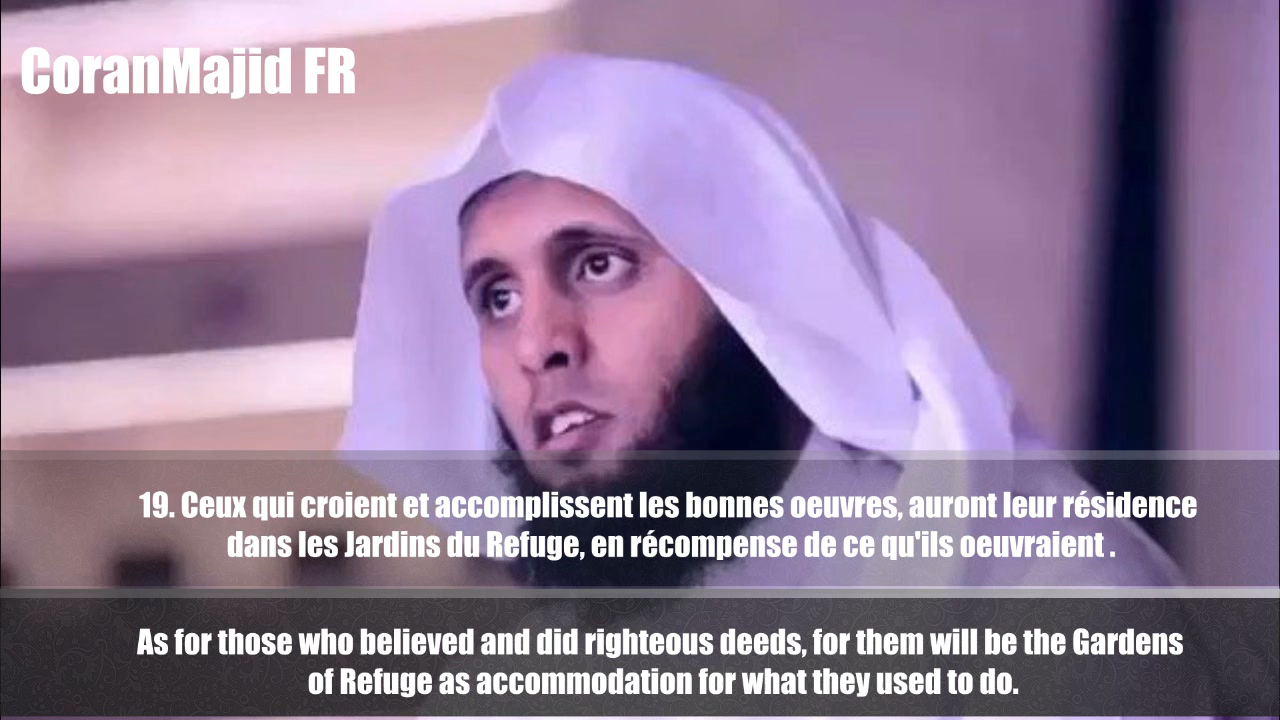 CoranMajid FR
19. Ceux qui croient et accomplissent les bonnes oeuvres, auront leur résidence
dans les Jardins du Refuge, en récompense de ce qu'ils oeuvraient .
As for those who believed and did righteous deeds, for them will be the Gardens
of Refuge as accommodation for what they used to do.